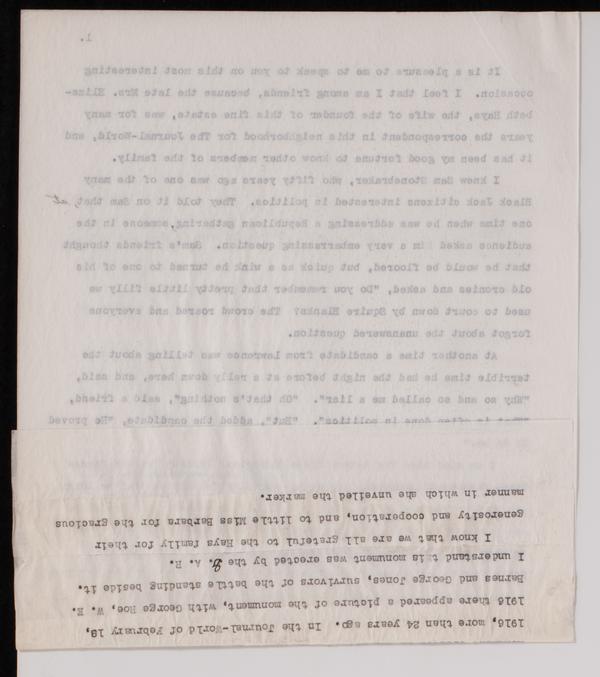 1.
It is a pleasure to me to speak to you on this most interesting
occasion. I feel that I am among friends, because the late Mrs. Eliza-
beth Hays, the wife of the founder of this fine estate, was for many
years the correspondent in this neighborhood for The Journal-World, and
it has been my good fortune to know other members of the family.
I knew Sam Stonebraker, who fifty years ago was one of the many
Black Jack citizens interested in politics. They told it on Sam that, at
one time when he was addressing a Republican gathering, someone in the
audience asked him a very embarrassing question. Sam's friends thought
that he would be floored, but quick as a wink he turned to one of his
old cronies and asked, "Do you remember that pretty little filly we
used to court down by Squire Blanks? The crowd roared and everyone
forgot about the unanswered question.
At another time a candidate from Lawrence was telling about the
terrible time he had the night before at a rally down here, and said,
"Why so and so called me a liar". "Oh that's nothing", said a friend,
is often done in politics". "But", added the candidate, "He proved
1916, more than 24 years ago. In the Journal-World of February 19,
1916 there appeared a picture of the monument, with George Roe, W. E.
Barnes and George Jones, survivors of the battle standing beside it.
I understand this monument was erected by the D. A. R.
I know that we are all grateful to the Hays family for their
generosity and cooperation, and to little Miss Barbara for the gracious
manner in which she unveiled the marker.